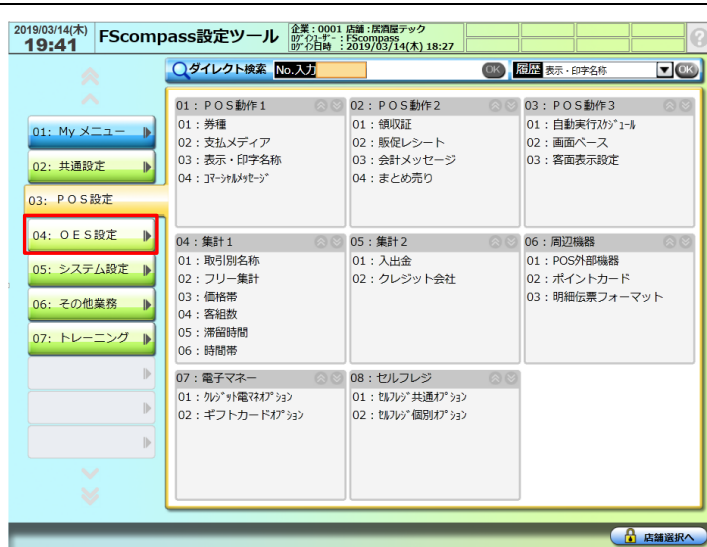 2019/03/14(木)
19:41
FScompass設定ツール
企業：0001 店舗：居酒屋テック
ﾛｸﾞｲﾝﾕｰｻﾞｰ：FScompass
ﾛｸﾞｲﾝ日時 ：2019/03/14(木) 18:27
?
ダイレクト検索 No.入力 OK 履歴 表示・印字名称 OK
01: My メニュー
02: 共通設定
03: ＰＯＳ設定
04: ＯＥＳ設定
05: システム設定
06: その他業務
07: トレーニング
01：ＰＯＳ動作１
01：券種
02：支払メディア
03：表示・印字名称
04：ｺﾏｰｼｬﾙﾒｯｾｰｼﾞ
02：ＰＯＳ動作２
01：領収証
02：販促レシート
03：会計メッセージ
04：まとめ売り
03：ＰＯＳ動作３
01：自動実行ｽｹｼﾞｭｰﾙ
02：画面ベース
03：客面表示設定
04：集計１
01：取引別名称
02：フリー集計
03：価格帯
04：客組数
05：滞留時間
06：時間帯
05：集計２
01：入出金
02：クレジット会社
06：周辺機器
01：POS外部機器
02：ポイントカード
03：明細伝票フォーマット
07：電子マネー
01：ｸﾚｼﾞｯﾄ電ﾏﾈｵﾌﾟｼｮﾝ
02：ギフトカードｵﾌﾟｼｮﾝ
08：セルフレジ
01：ｾﾙﾌﾚｼﾞ共通ｵﾌﾟｼｮﾝ
02：ｾﾙﾌﾚｼﾞ個別ｵﾌﾟｼｮﾝ
店舗選択へ